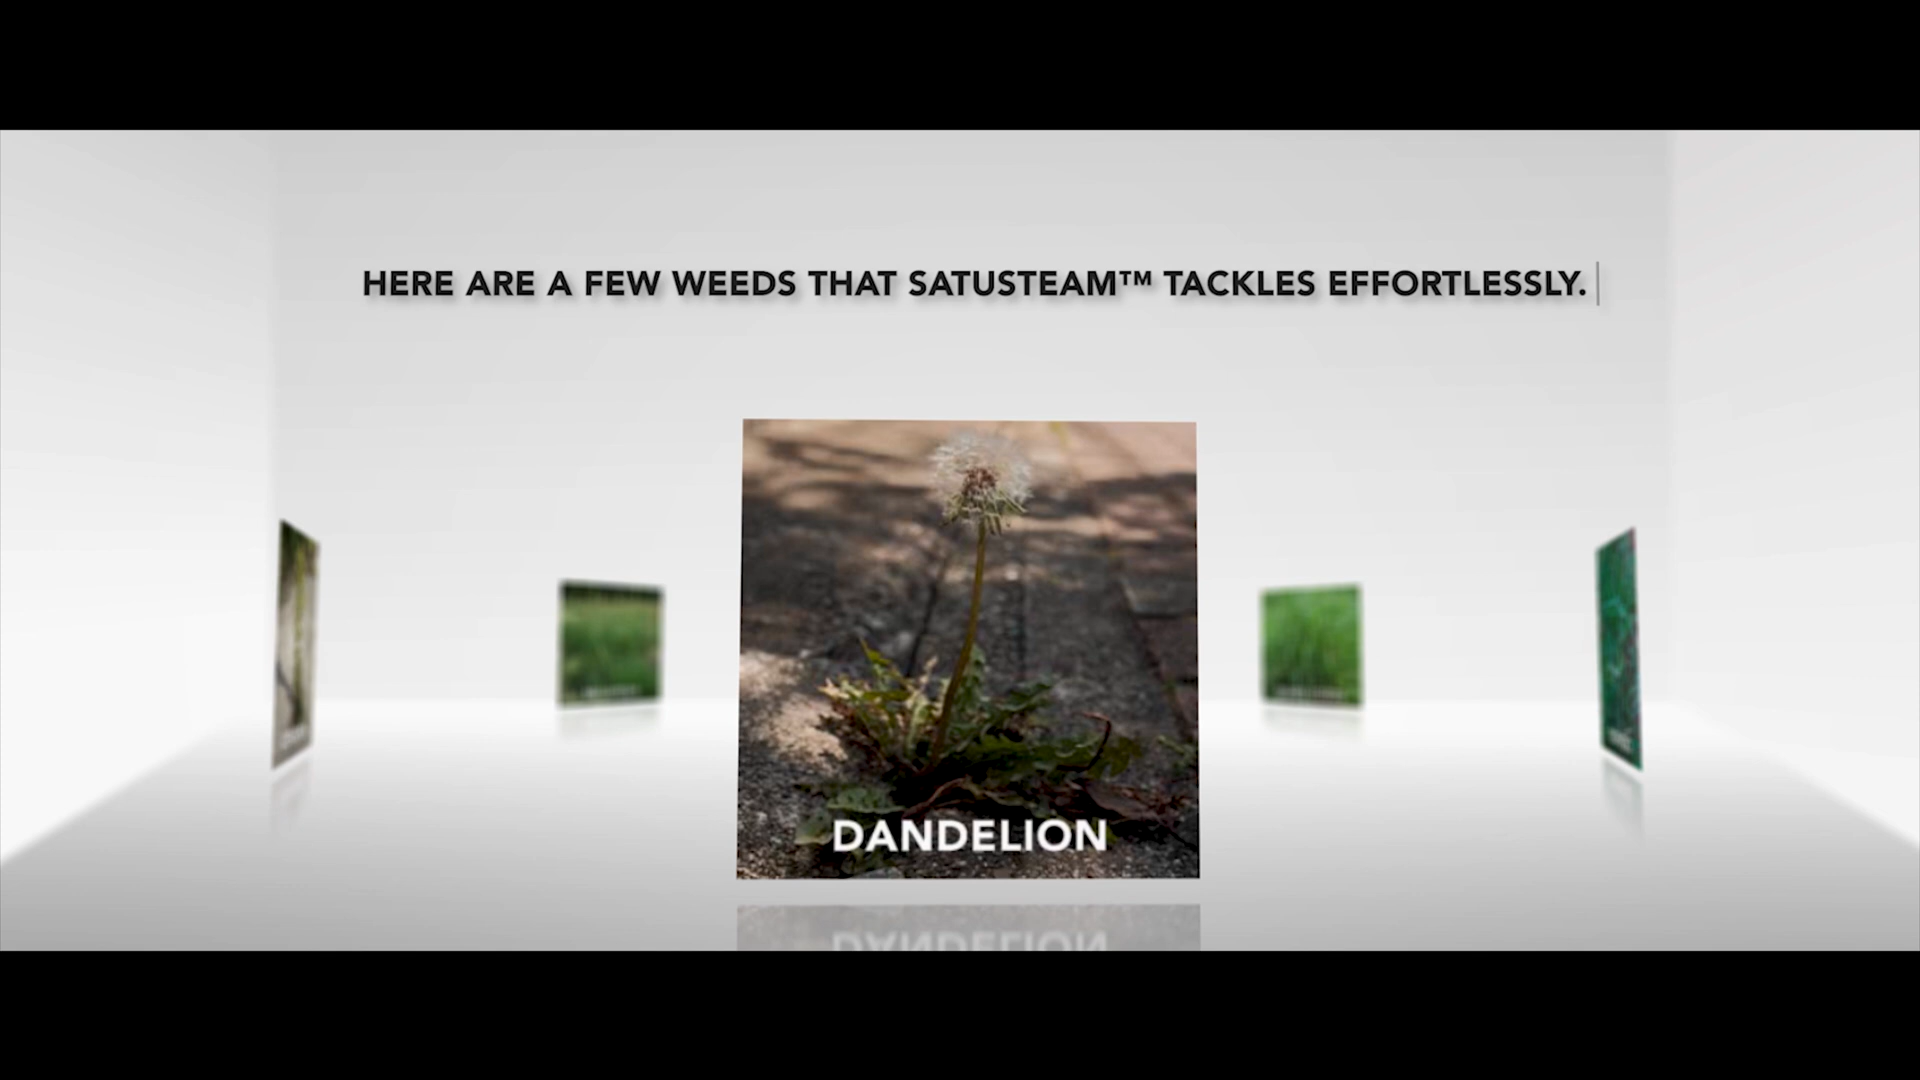 HERE ARE A FEW WEEDS THAT SATUSTEAM™ TACKLES EFFORTLESSLY.
DANDELION